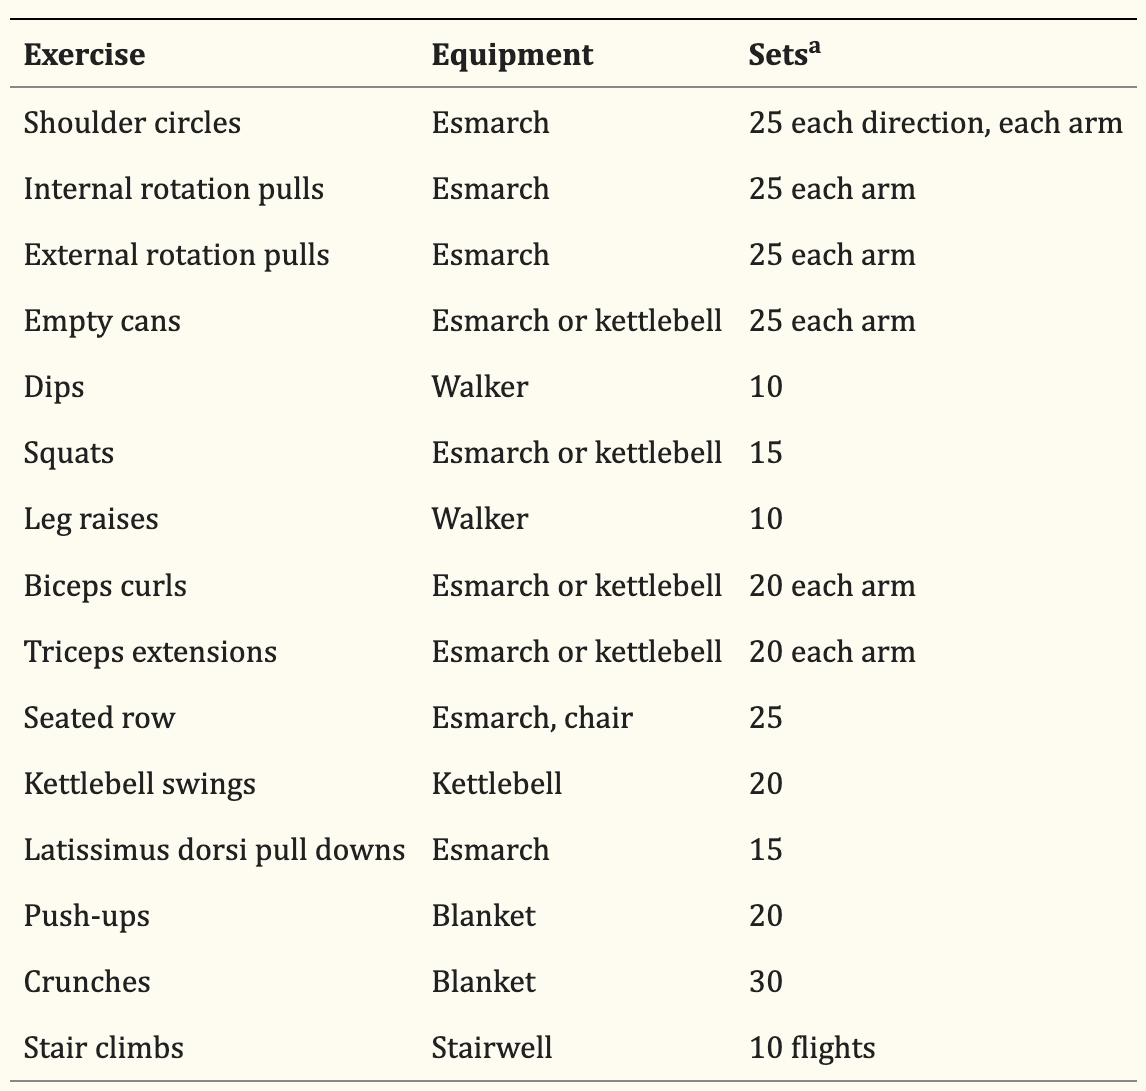 Exercise Equipment Setsᵃ
Shoulder circles Esmarch 25 each direction, each arm
Internal rotation pulls Esmarch 25 each arm
External rotation pulls Esmarch 25 each arm
Empty cans Esmarch or kettlebell 25 each arm
Dips Walker 10
Squats Esmarch or kettlebell 15
Leg raises Walker 10
Biceps curls Esmarch or kettlebell 20 each arm
Triceps extensions Esmarch or kettlebell 20 each arm
Seated row Esmarch, chair 25
Kettlebell swings Kettlebell 20
Latissimus dorsi pull downs Esmarch 15
Push-ups Blanket 20
Crunches Blanket 30
Stair climbs Stairwell 10 flights